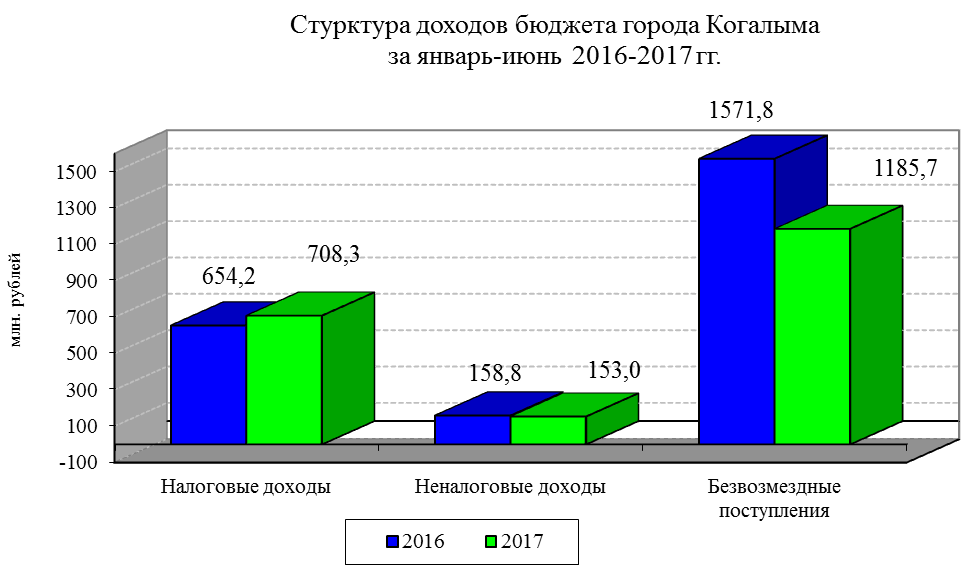 Стурктура доходов бюджета города Когалыма
за январь-июнь 2016-2017 гг.
1571,8
1185,7
708,3
654,2
158,8
153,0
млн. рублей
1500
1300
1100
900
700
500
300
100
-100
Налоговые доходы
Неналоговые доходы
Безвозмездные
поступления
2016 2017